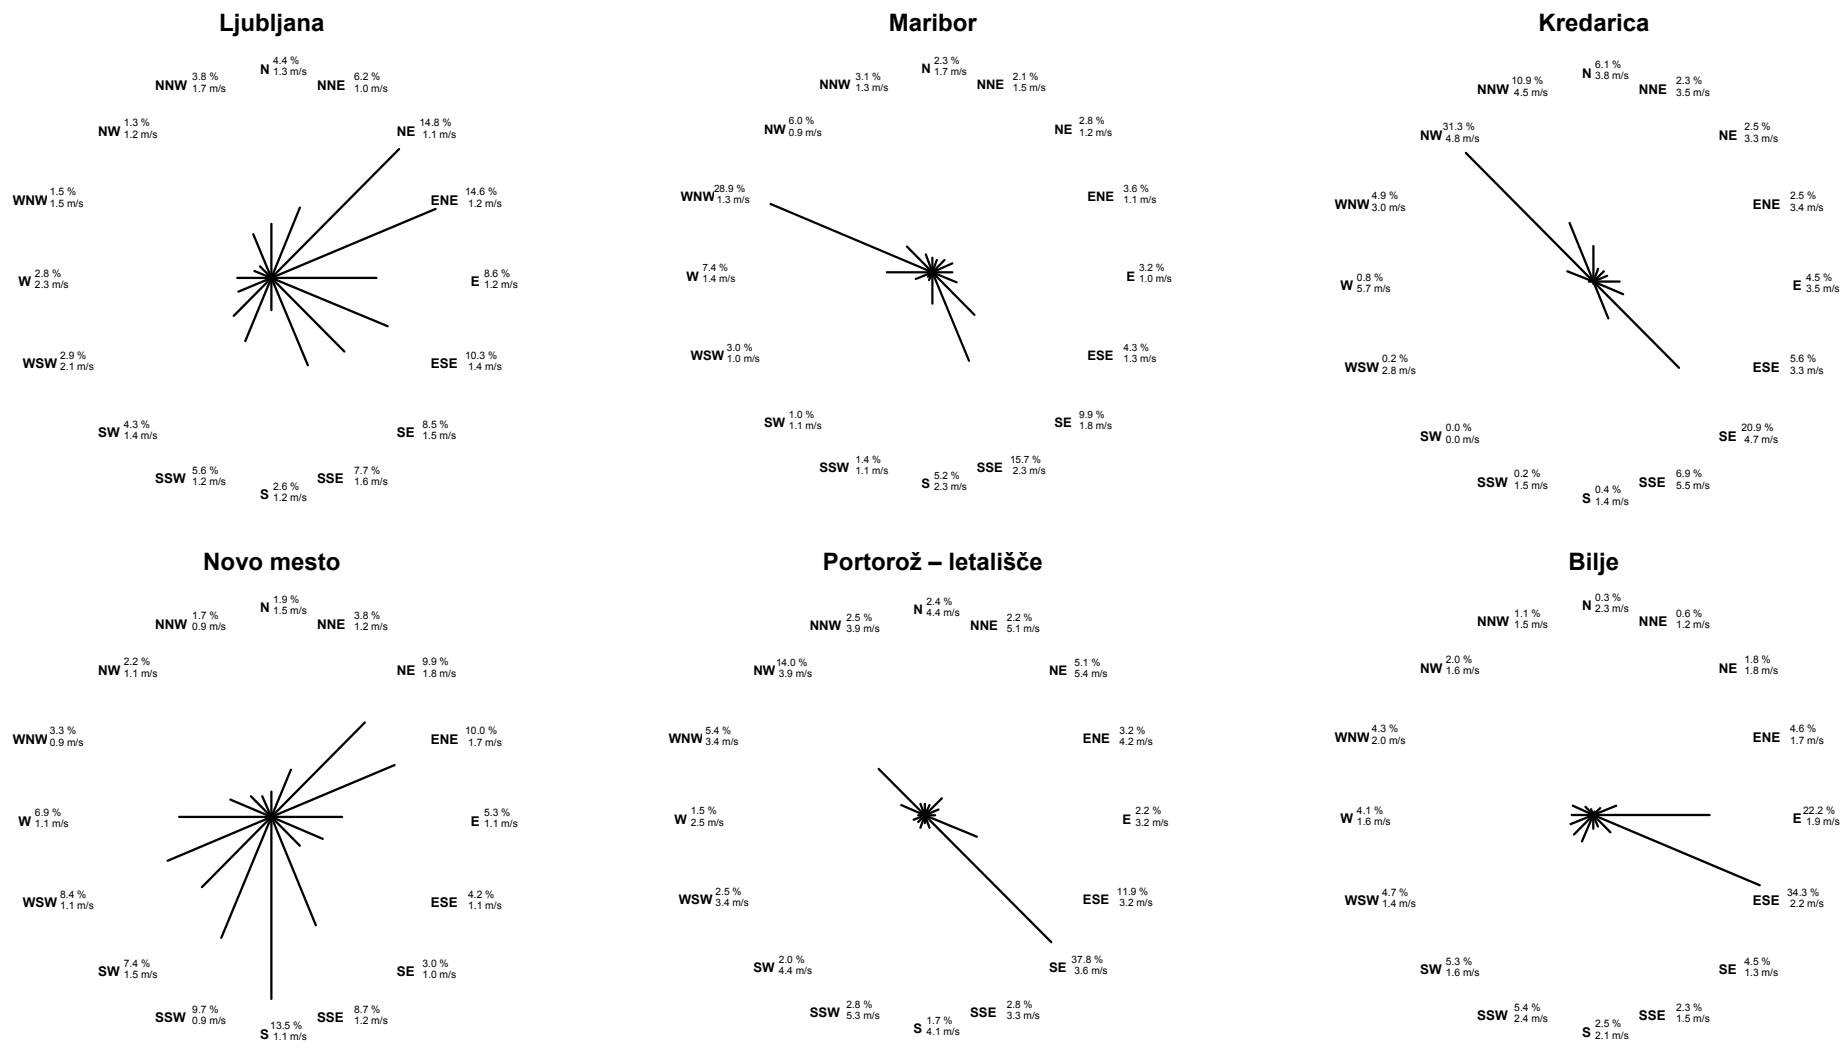 Ljubljana
N 4.4 %
1.3 m/s
NNE 6.2 %
1.0 m/s
NE 14.8 %
1.1 m/s
ENE 14.6 %
1.2 m/s
E 8.6 %
1.2 m/s
ESE 10.3 %
1.4 m/s
SE 8.5 %
1.5 m/s
SSE 7.7 %
1.6 m/s
S 2.6 %
1.2 m/s
SSW 5.6 %
1.2 m/s
SW 4.3 %
1.4 m/s
WSW 2.9 %
2.1 m/s
W 2.8 %
2.3 m/s
WNW 1.5 %
1.5 m/s
NW 1.3 %
1.2 m/s
NNW 3.8 %
1.7 m/s
Maribor
N 2.3 %
1.7 m/s
NNE 2.1 %
1.5 m/s
NE 2.8 %
1.2 m/s
ENE 3.6 %
1.1 m/s
E 3.2 %
1.0 m/s
ESE 4.3 %
1.3 m/s
SE 9.9 %
1.8 m/s
SSE 15.7 %
2.3 m/s
S 5.2 %
2.3 m/s
SSW 1.4 %
1.1 m/s
SW 1.0 %
1.1 m/s
WSW 3.0 %
1.0 m/s
W 7.4 %
1.4 m/s
WNW 28.9 %
1.3 m/s
NW 6.0 %
0.9 m/s
NNW 3.1 %
1.3 m/s
Kredarica
N 6.1 %
3.8 m/s
NNE 2.3 %
3.5 m/s
NE 2.5 %
3.3 m/s
ENE 2.5 %
3.4 m/s
E 4.5 %
3.5 m/s
ESE 5.6 %
3.3 m/s
SE 20.9 %
4.7 m/s
SSE 6.9 %
5.5 m/s
S 0.4 %
1.4 m/s
SSW 0.2 %
1.5 m/s
SW 0.0 %
0.0 m/s
WSW 0.2 %
2.8 m/s
W 0.8 %
5.7 m/s
WNW 4.9 %
3.0 m/s
NW 31.3 %
4.8 m/s
NNW 10.9 %
4.5 m/s
Novo mesto
N 1.9 %
1.5 m/s
NNE 3.8 %
1.2 m/s
NE 9.9 %
1.8 m/s
ENE 10.0 %
1.7 m/s
E 5.3 %
1.1 m/s
ESE 4.2 %
1.1 m/s
SE 3.0 %
1.0 m/s
SSE 8.7 %
1.2 m/s
S 13.5 %
1.1 m/s
SSW 9.7 %
0.9 m/s
SW 7.4 %
1.5 m/s
WSW 8.4 %
1.1 m/s
W 6.9 %
1.1 m/s
WNW 3.3 %
0.9 m/s
NW 2.2 %
1.1 m/s
NNW 1.7 %
0.9 m/s
Portorož – letališče
N 2.4 %
4.4 m/s
NNE 2.2 %
5.1 m/s
NE 5.1 %
5.4 m/s
ENE 3.2 %
4.2 m/s
E 2.2 %
3.2 m/s
ESE 11.9 %
3.2 m/s
SE 37.8 %
3.6 m/s
SSE 2.8 %
3.3 m/s
S 1.7 %
4.1 m/s
SSW 2.8 %
5.3 m/s
SW 2.0 %
4.4 m/s
WSW 2.5 %
3.4 m/s
W 1.5 %
2.5 m/s
WNW 5.4 %
3.4 m/s
NW 14.0 %
3.9 m/s
NNW 2.5 %
3.9 m/s
Bilje
N 0.3 %
2.3 m/s
NNE 0.6 %
1.2 m/s
NE 1.8 %
1.8 m/s
ENE 4.6 %
1.7 m/s
E 22.2 %
1.9 m/s
ESE 34.3 %
2.2 m/s
SE 4.5 %
1.3 m/s
SSE 2.3 %
1.5 m/s
S 2.5 %
2.1 m/s
SSW 5.4 %
2.4 m/s
SW 5.3 %
1.6 m/s
WSW 4.7 %
1.4 m/s
W 4.1 %
1.6 m/s
WNW 4.3 %
2.0 m/s
NW 2.0 %
1.6 m/s
NNW 1.1 %
1.5 m/s